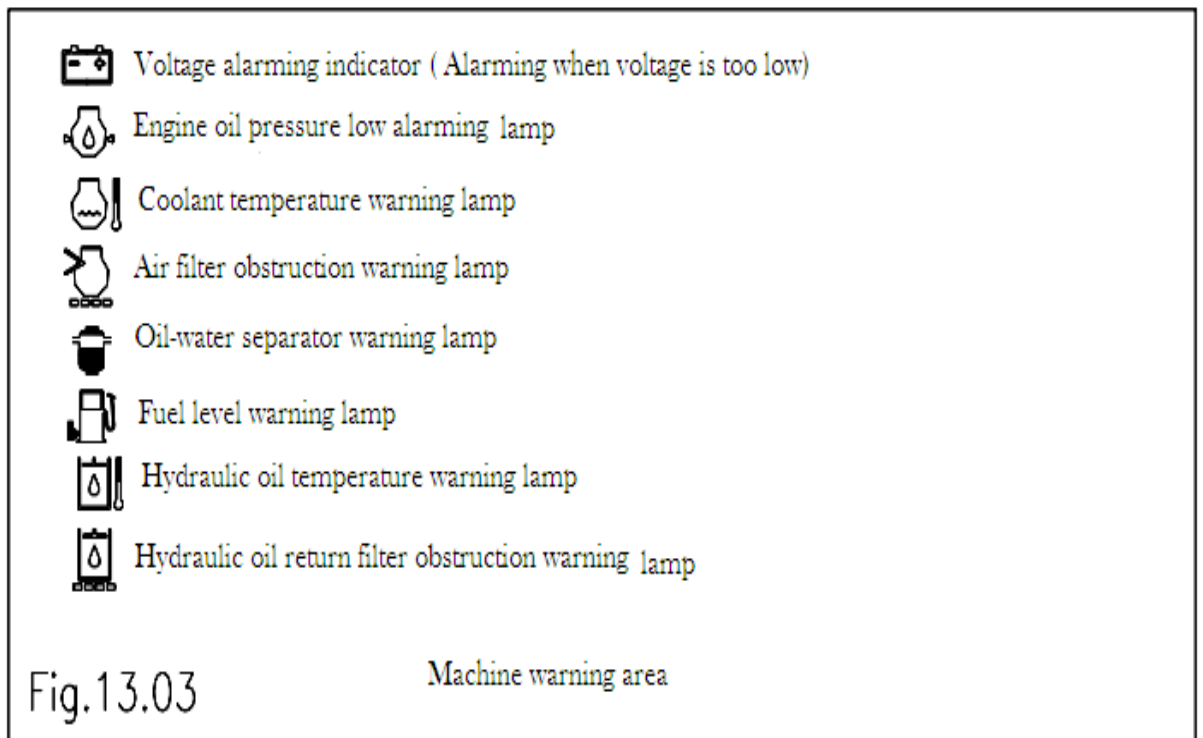 Voltage alarming indicator ( Alarming when voltage is too low)
Engine oil pressure low alarming lamp
Coolant temperature warning lamp
Air filter obstruction warning lamp
Oil-water separator warning lamp
Fuel level warning lamp
Hydraulic oil temperature warning lamp
Hydraulic oil return filter obstruction warning lamp
Machine warning area
Fig.13.03